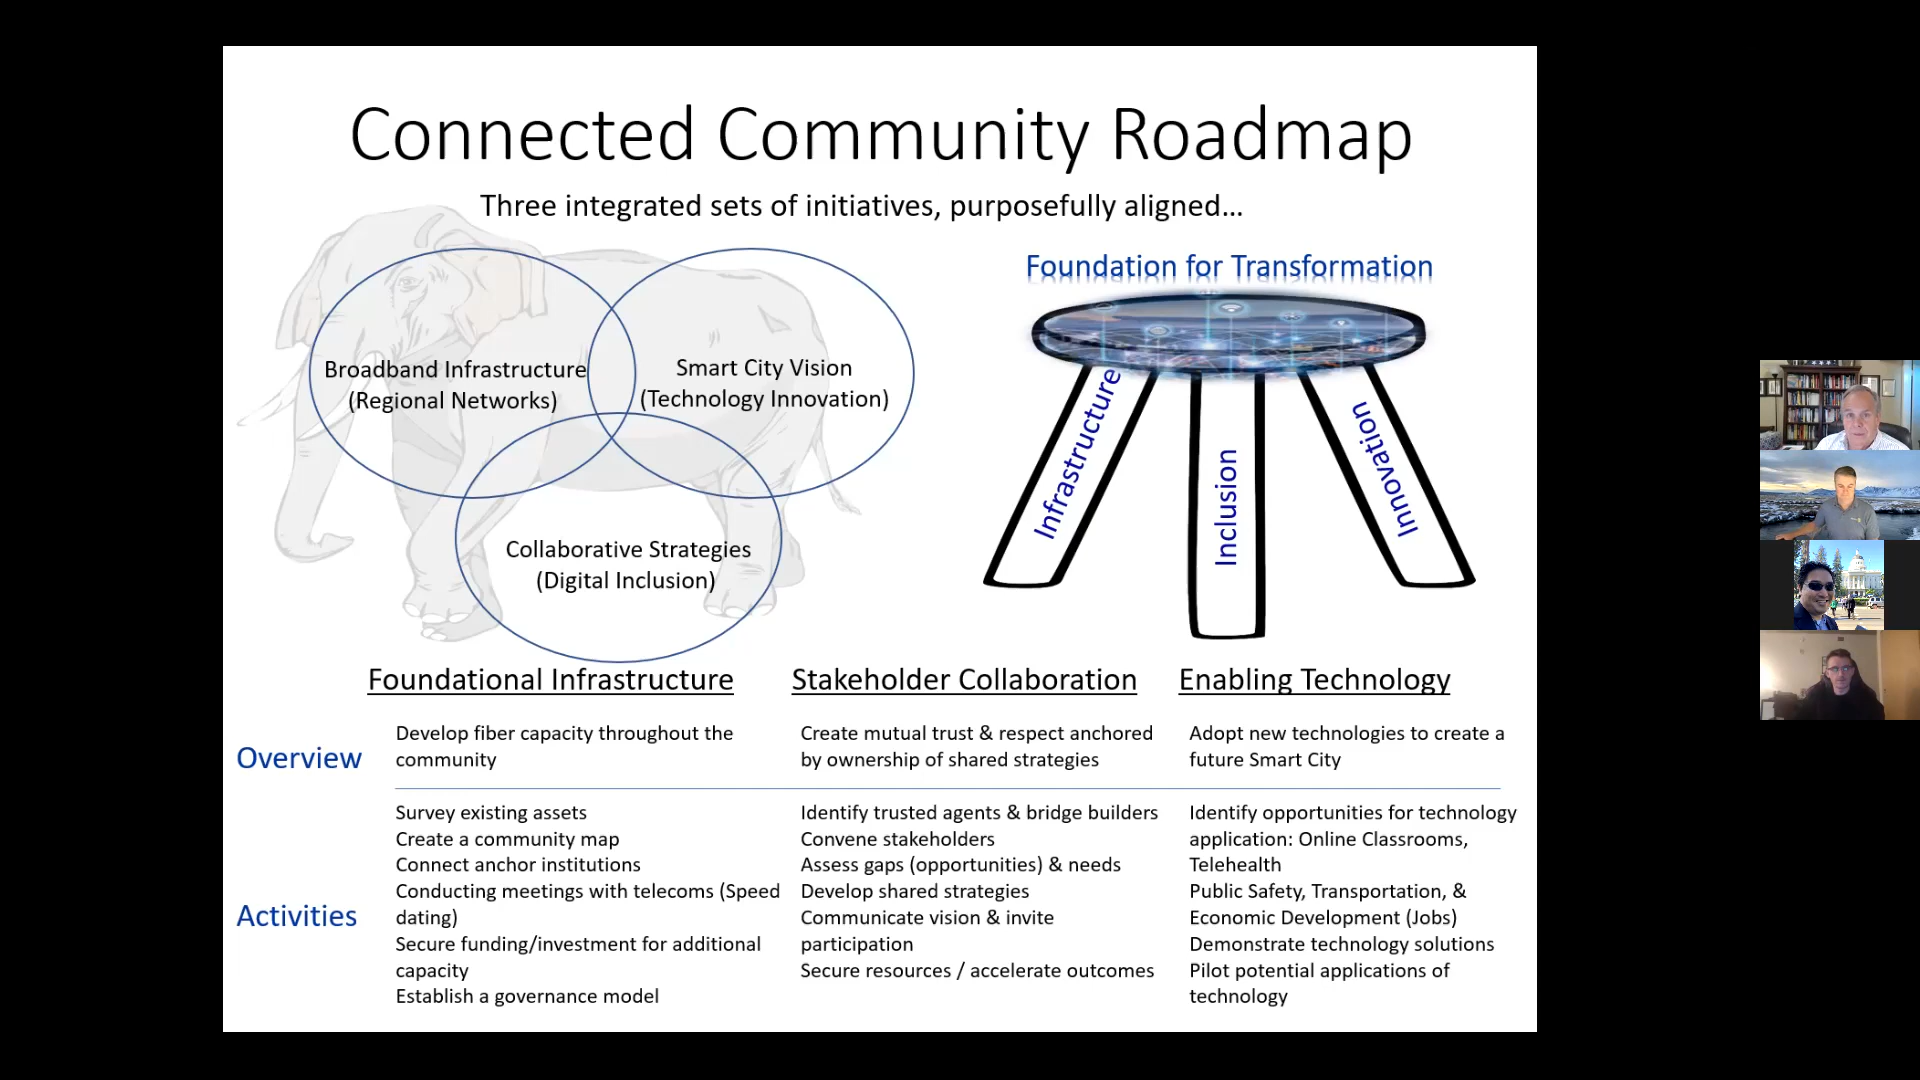 Connected Community Roadmap
Three integrated sets of initiatives, purposefully aligned...
Broadband Infrastructure
(Regional Networks)
Smart City Vision
(Technology Innovation)
Collaborative Strategies
(Digital Inclusion)
Foundation for Transformation
Infrastructure
Inclusion
Innovation
Foundational Infrastructure
Stakeholder Collaboration
Enabling Technology
Overview
Develop fiber capacity throughout the
community
Create mutual trust & respect anchored
by ownership of shared strategies
Adopt new technologies to create a
future Smart City
Activities
Survey existing assets
Create a community map
Connect anchor institutions
Conducting meetings with telecoms (Speed
dating)
Secure funding/investment for additional
capacity
Establish a governance model
Identify trusted agents & bridge builders
Convene stakeholders
Assess gaps (opportunities) & needs
Develop shared strategies
Communicate vision & invite
participation
Secure resources / accelerate outcomes
Identify opportunities for technology
application: Online Classrooms,
Telehealth
Public Safety, Transportation, &
Economic Development (Jobs)
Demonstrate technology solutions
Pilot potential applications of
technology